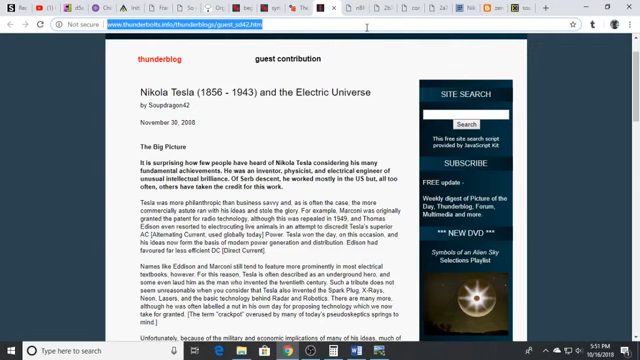 Not secure
www.thunderbolts.info/thunderblogs/guest_sd42.htm
thunderblog
guest contribution
Nikola Tesla (1856 - 1943) and the Electric Universe
by Soupdragon42
November 30, 2008
The Big Picture
It is surprising how few people have heard of Nikola Tesla considering his many
fundamental achievements. He was an inventor, physicist, and electrical engineer of
unusual intellectual brilliance. Of Serb descent, he worked mostly in the US but, all too
often, others have taken the credit for this work.
Tesla was more philanthropic than business savvy and, as is often the case, the more
commercially astute ran with his ideas and stole the glory. For example, Marconi was originally
granted the patent for radio technology, although this was repealed in 1949, and Thomas
Edison even resorted to electrocuting live animals in an attempt to discredit Tesla's superior
AC [Alternating Current, used globally today] Power. Tesla won the day, on this occasion, and
his ideas now form the basis of modern power generation and distribution. Edison had
favoured far less efficient DC [Direct Current].
Names like Eddison and Marconi still tend to feature more prominently in most electrical
textbooks, however. For this reason, Tesla is often described as an underground hero, and
some even laud him as the man who invented the twentieth century. Such a tribute does not
seem unreasonable when you consider that Tesla also invented the Spark Plug, X-Rays,
Neon, Lasers, and the basic technology behind Radar and Robotics. There are many more,
although he was often labelled a nut in his own day for proposing technology which we now
take for granted. [The term "crackpot" overused by many of today's pseudoskeptics springs to
mind.]
Unfortunately, because of the military and economic implications of many of his ideas, much
SITE SEARCH
Search
This free site search script
provided by JavaScript Kit
SUBSCRIBE
FREE update -
Weekly digest of Picture of
the Day, Thunderblog, Forum,
Multimedia and more.
*** NEW DVD ***
Symbols of an Alien Sky
Selections Playlist
Type here to search
5:51 PM
10/16/2018